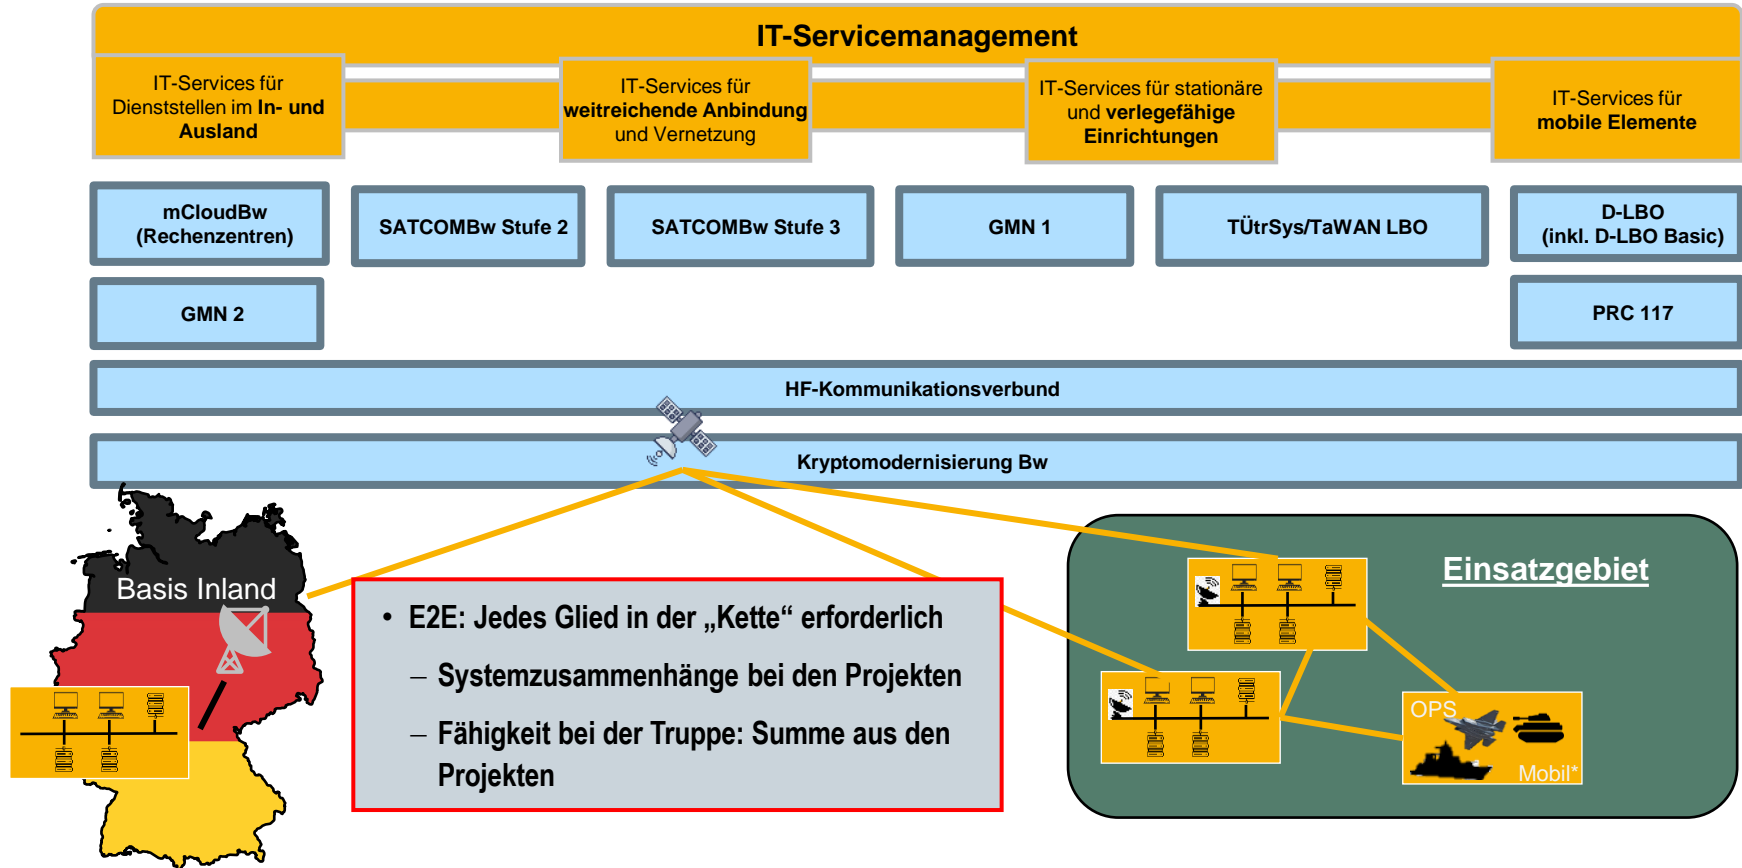 IT-Servicemanagement
IT-Services für
Dienststellen im In- und
Ausland
IT-Services für
weitreichende Anbindung
und Vernetzung
IT-Services für stationäre
und verlegefähige
Einrichtungen
IT-Services für
mobile Elemente
mCloudBw
(Rechenzentren)
SATCOMBw Stufe 2
SATCOMBw Stufe 3
GMN 1
TÜtrSys/TaWAN LBO
D-LBO
(inkl. D-LBO Basic)
GMN 2
PRC 117
HF-Kommunikationsverbund
Kryptomodernisierung Bw
Basis Inland
• E2E: Jedes Glied in der „Kette“ erforderlich
– Systemzusammenhänge bei den Projekten
– Fähigkeit bei der Truppe: Summe aus den
Projekten
Einsatzgebiet
OPS
Mobil*